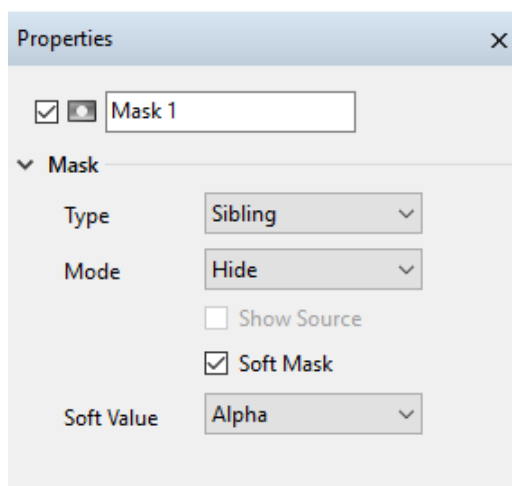 Properties
Mask 1
Mask
Type Sibling
Mode Hide
Show Source
Soft Mask
Soft Value Alpha